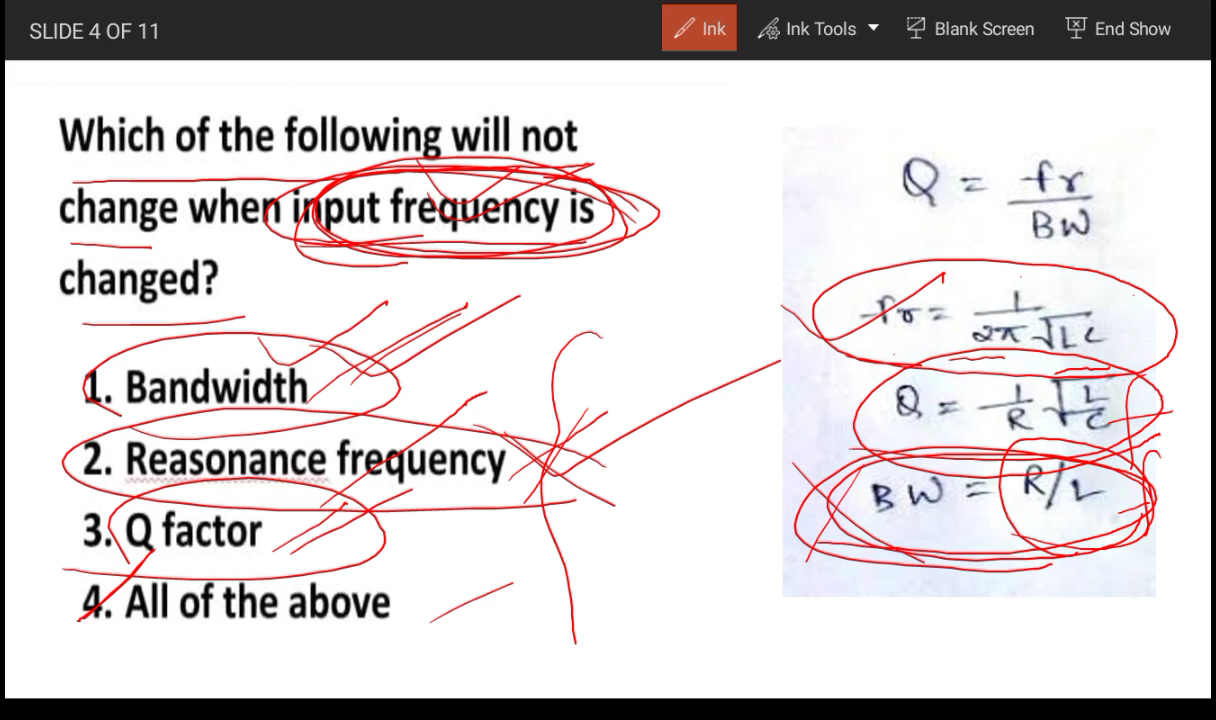 SLIDE 4 OF 11
Ink
Ink Tools
Blank Screen
End Show
Which of the following will not
change when input frequency is
changed?
1. Bandwidth
2. Reasonance frequency
3. Q factor
4. All of the above
Q = fr/BW
fr = 1/2π√LC
Q = 1/R √L/C
BW = R/L